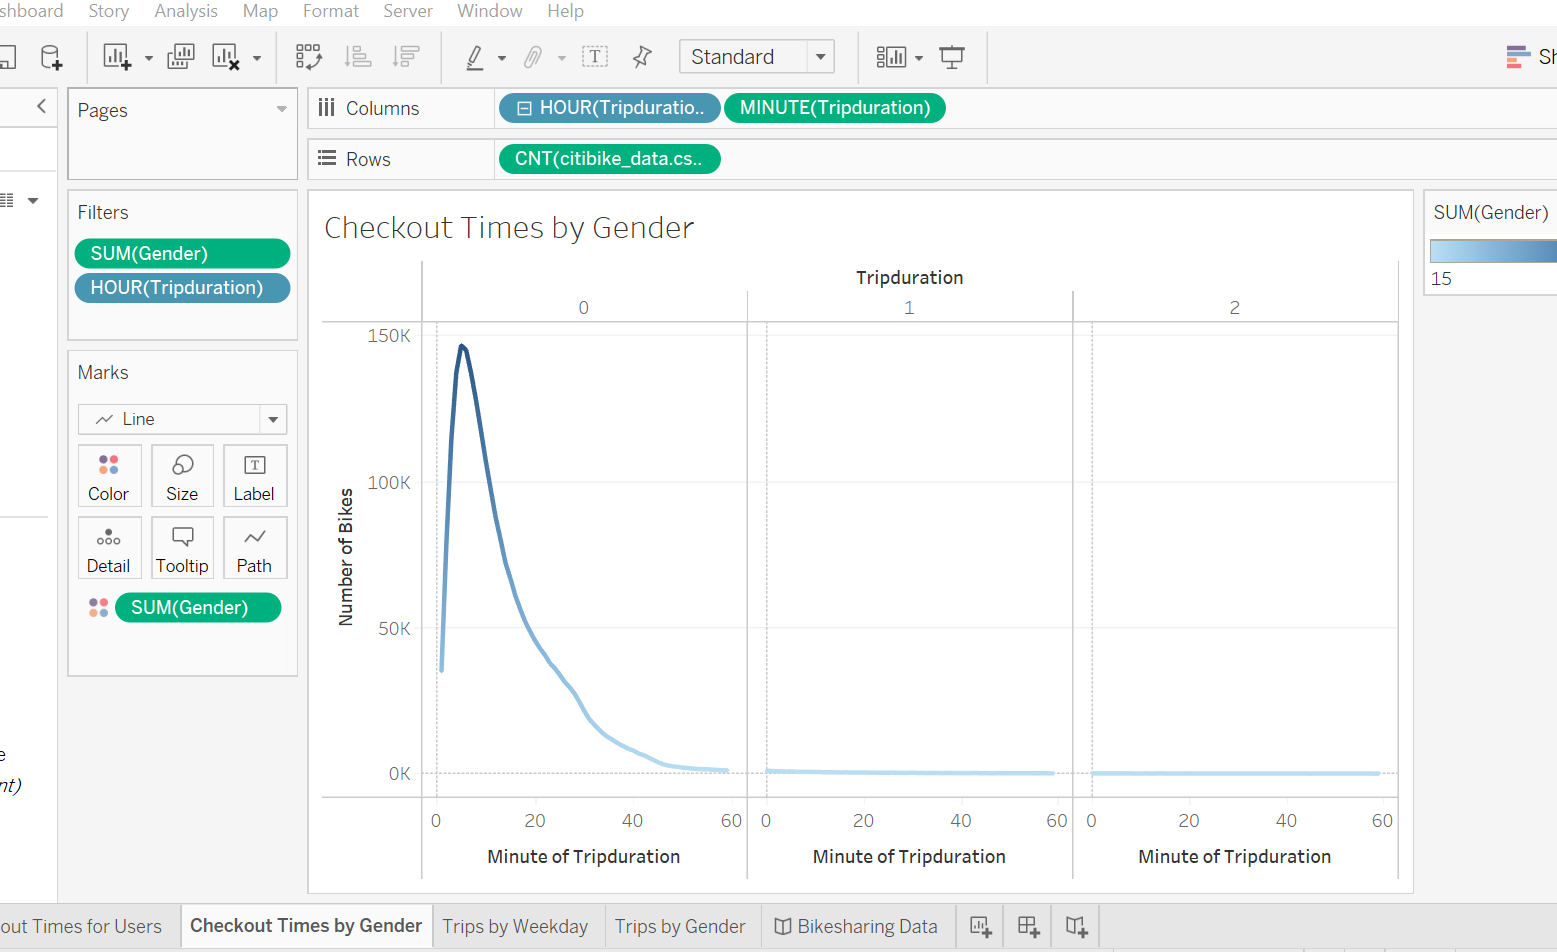 shboard Story Analysis Map Format Server Window Help
Standard
Sh
Pages
Columns
HOUR(Tripduratio..
MINUTE(Tripduration)
Rows
CNT(citibike_data.cs..
Filters
SUM(Gender)
HOUR(Tripduration)
Marks
Line
Color Size Label
Detail Tooltip Path
SUM(Gender)
e
nt)
Checkout Times by Gender
Tripduration
0 1 2
150K
100K
50K
0K
Number of Bikes
0 20 40 60 0 20 40 60 0 20 40 60
Minute of Tripduration Minute of Tripduration Minute of Tripduration
SUM(Gender)
15
out Times for Users Checkout Times by Gender Trips by Weekday Trips by Gender Bikesharing Data